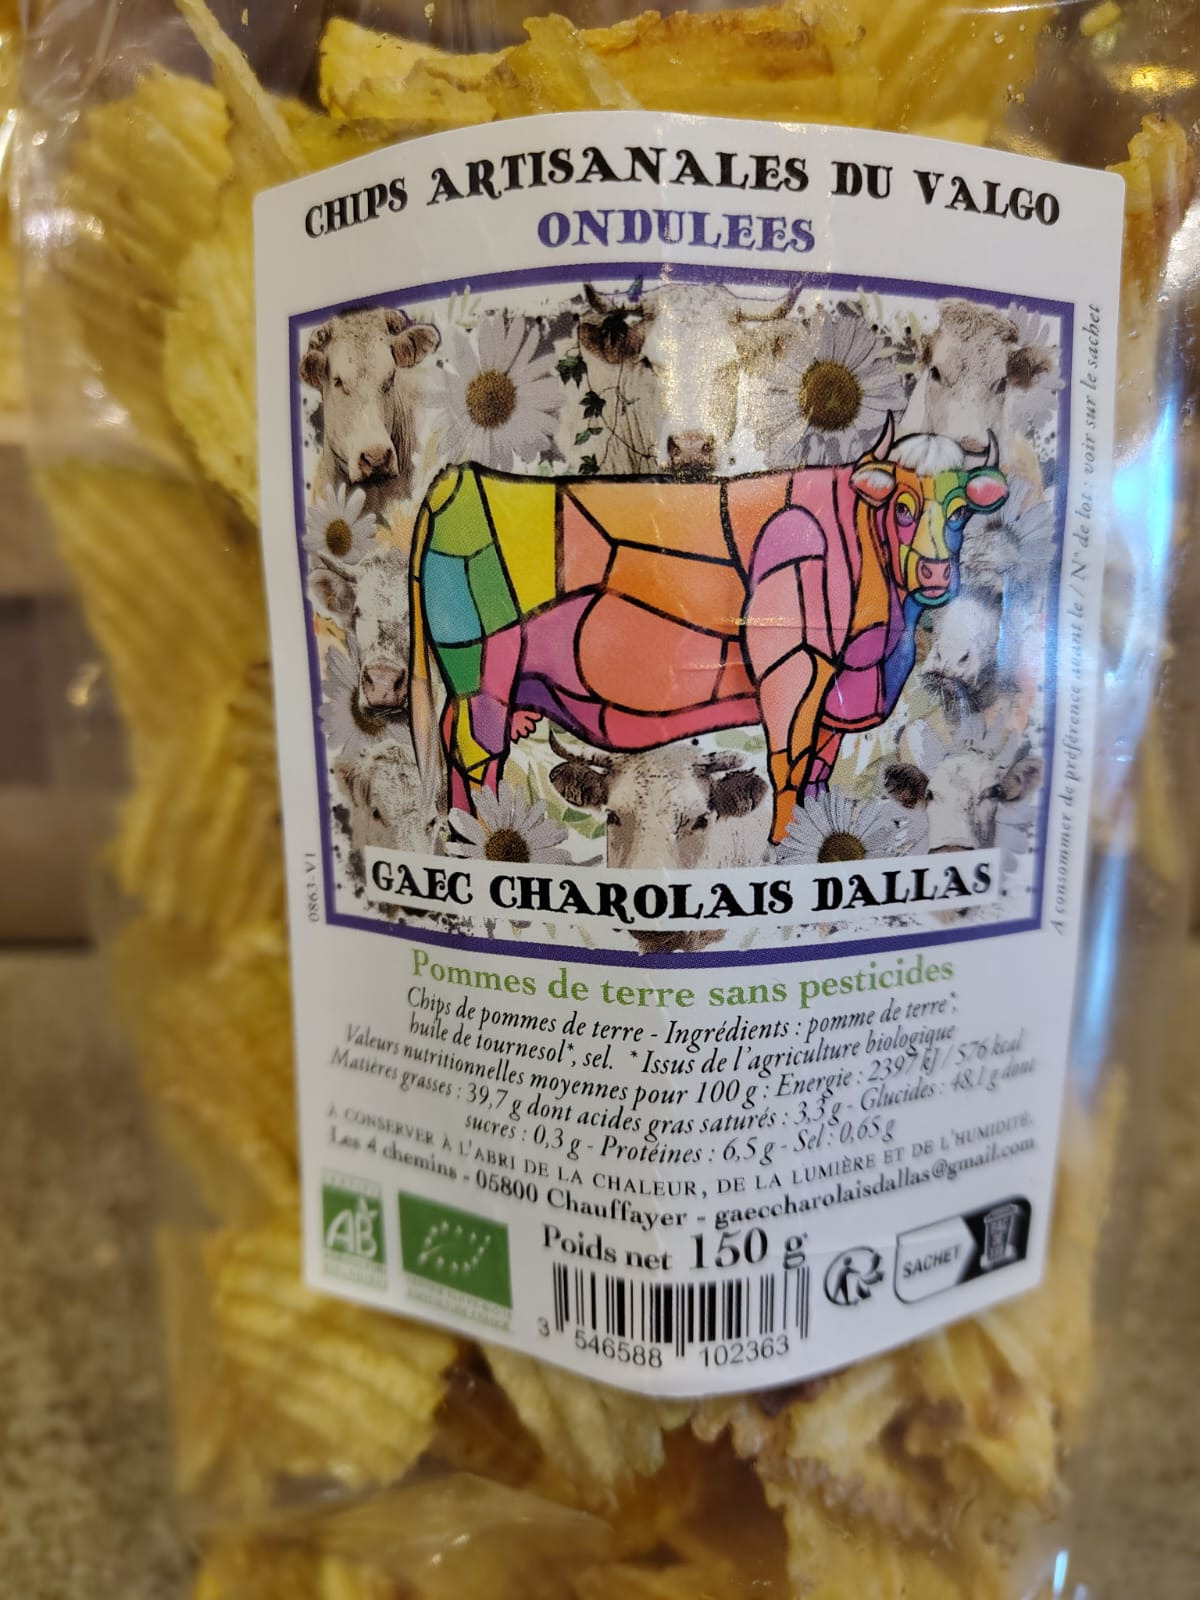 CHIPS ARTISANALES DU VALGO
ONDULEES
GAEC CHAROLAIS DALLAS
0863-V1
A consommer de préférence avant le / N° de lot : voir sur le sachet
Pommes de terre sans pesticides
Chips de pommes de terre - Ingrédients : pomme de terre*,
huile de tournesol*, sel. *Issus de l'agriculture biologique
Valeurs nutritionnelles moyennes pour 100 g : Energie : 2397 kJ / 576 kcal
Matières grasses : 39,7 g dont acides gras saturés : 3,3 g - Glucides : 48,1 g dont
sucres : 0,3 g - Protéines : 6,5 g - Sel : 0,65 g
À CONSERVER À L'ABRI DE LA CHALEUR, DE LA LUMIÈRE ET DE L'HUMIDITÉ.
Les 4 chemins - 05800 Chauffayer - gaeccharolaisdallas@gmail.com
AB
Poids net 150 g
SACHET
3 546588 102363